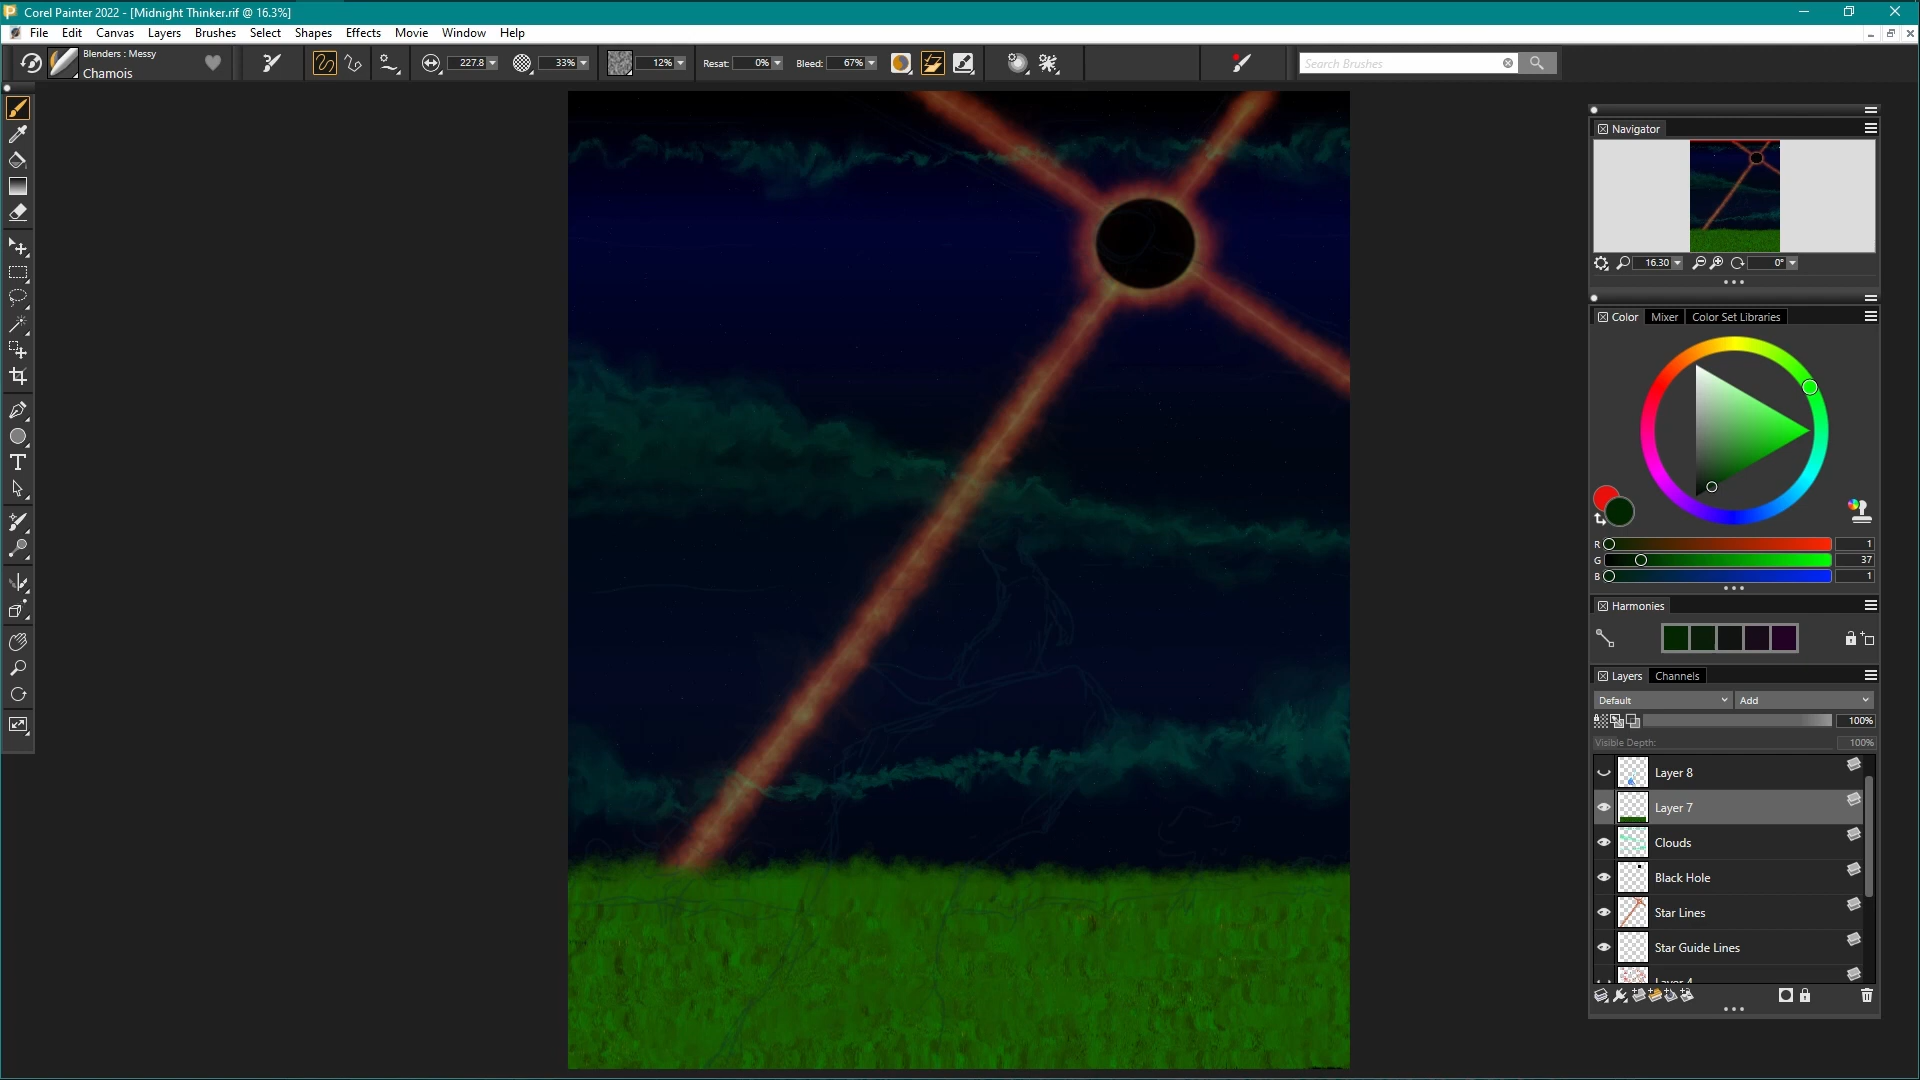 Corel Painter 2022 - [Midnight Thinker.rif @ 16.3%]
File Edit Canvas Layers Brushes Select Shapes Effects Movie Window Help
Blenders : Messy
Chamois
227.8
33%
12%
Resat: 0%
Bleed: 67%
Search Brushes
Navigator
16.30
0°
Color Mixer Color Set Libraries
R 1
G 37
B 1
Harmonies
Layers Channels
Default Add
100%
Visible Depth: 100%
Layer 8
Layer 7
Clouds
Black Hole
Star Lines
Star Guide Lines
Layer 4